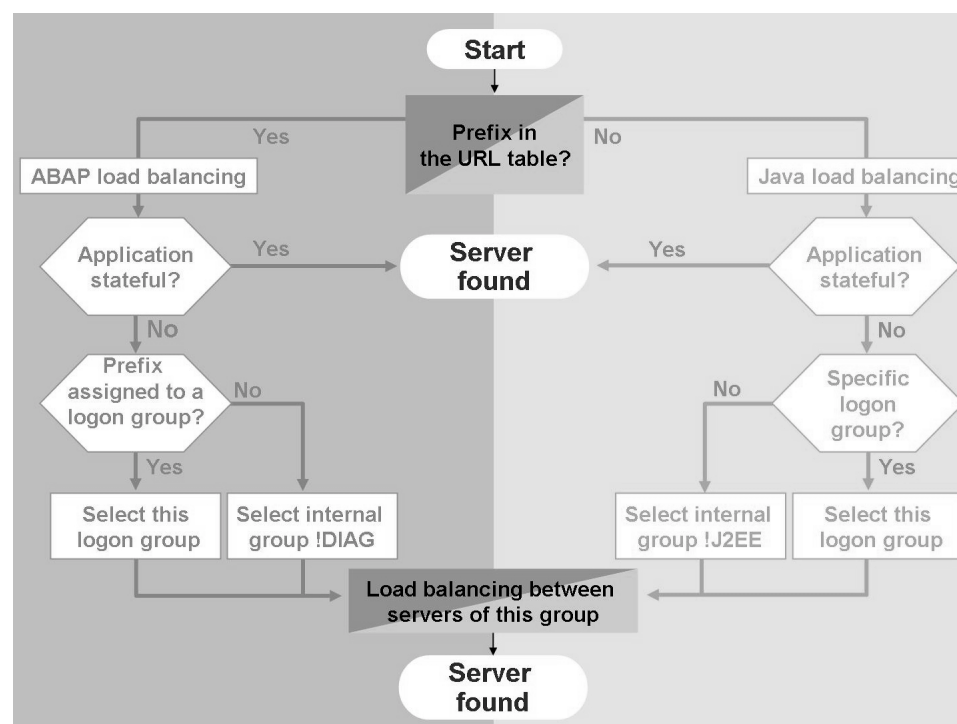 Start
Prefix in
the URL table?
Yes
No
ABAP load balancing
Java load balancing
Application
stateful?
Yes
Server
found
Yes
Application
stateful?
No
No
Prefix
assigned to a
logon group?
No
No
Specific
logon
group?
Yes
Yes
Select this
logon group
Select internal
group !DIAG
Select internal
group !J2EE
Select this
logon group
Load balancing between
servers of this group
Server
found